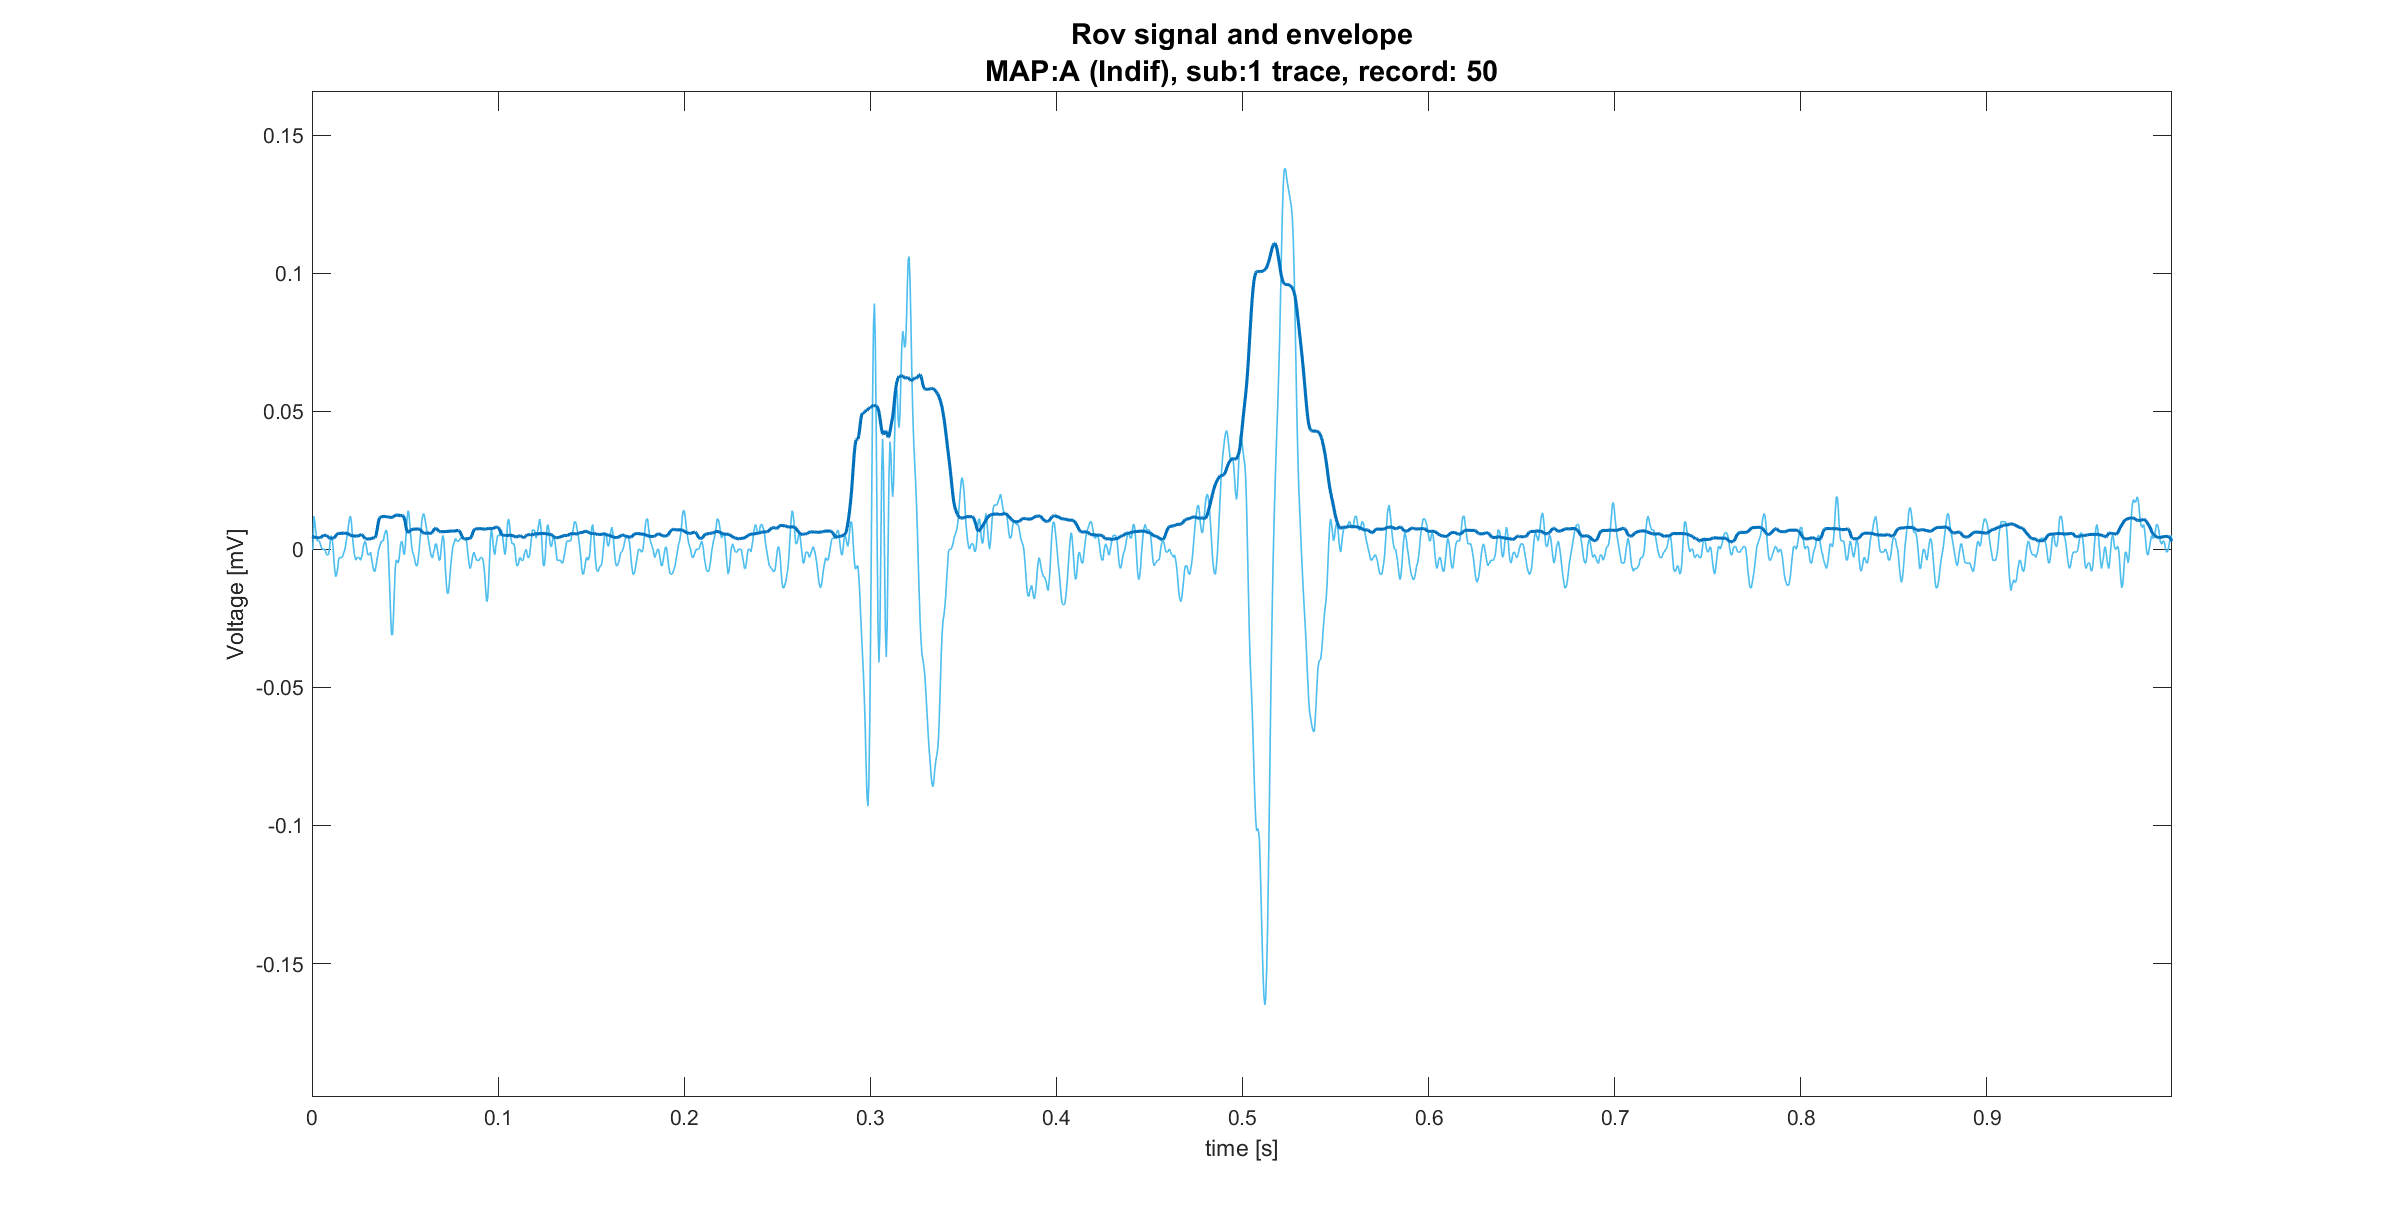 Rov signal and envelope
MAP:A (Indif), sub:1 trace, record: 50
0.15
0.1
0.05
0
-0.05
-0.1
-0.15
Voltage [mV]
0 0.1 0.2 0.3 0.4 0.5 0.6 0.7 0.8 0.9
time [s]